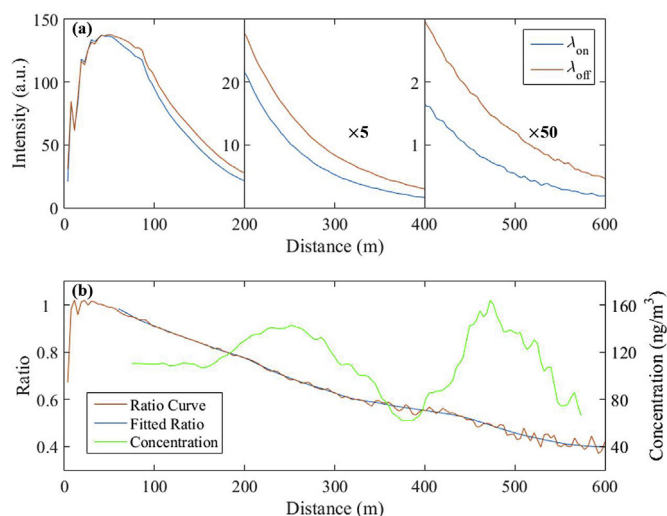 (a)
150
100
50
0
Intensity (a.u.)
20
10
×5
2
1
×50
λon
λoff
0 100 200 300 400 500 600
Distance (m)
(b)
1
0.8
0.6
0.4
Ratio
160
120
80
40
Concentration (ng/m³)
Ratio Curve
Fitted Ratio
Concentration
0 100 200 300 400 500 600
Distance (m)